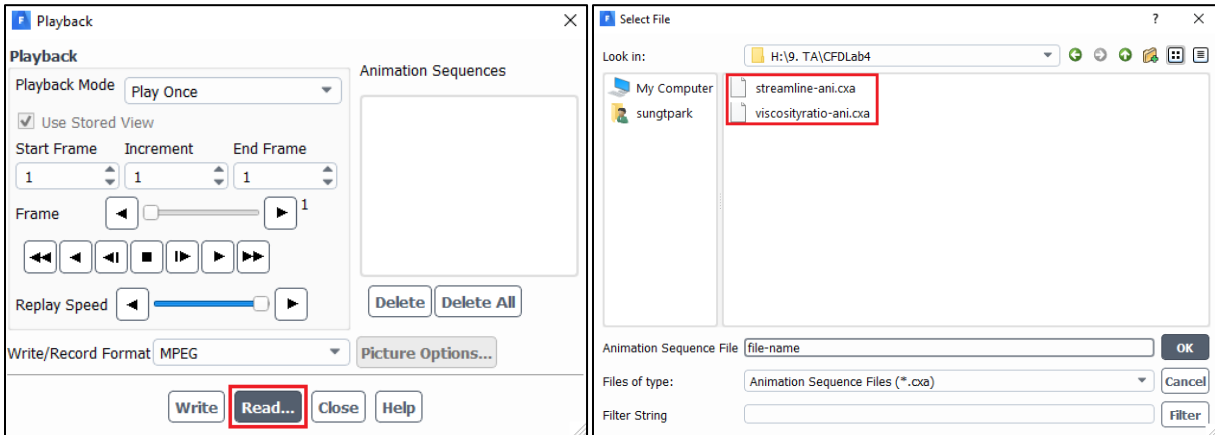 Playback
Playback
Playback Mode Play Once
Animation Sequences
Use Stored View
Start Frame Increment End Frame
1 1 1
Frame 1
Replay Speed
Delete Delete All
Write/Record Format MPEG Picture Options...
Write Read... Close Help
Select File ?
Look in: H:\9. TA\CFDLab4
My Computer
sungtpark
streamline-ani.cxa
viscosityratio-ani.cxa
Animation Sequence File file-name OK
Files of type: Animation Sequence Files (*.cxa) Cancel
Filter String Filter